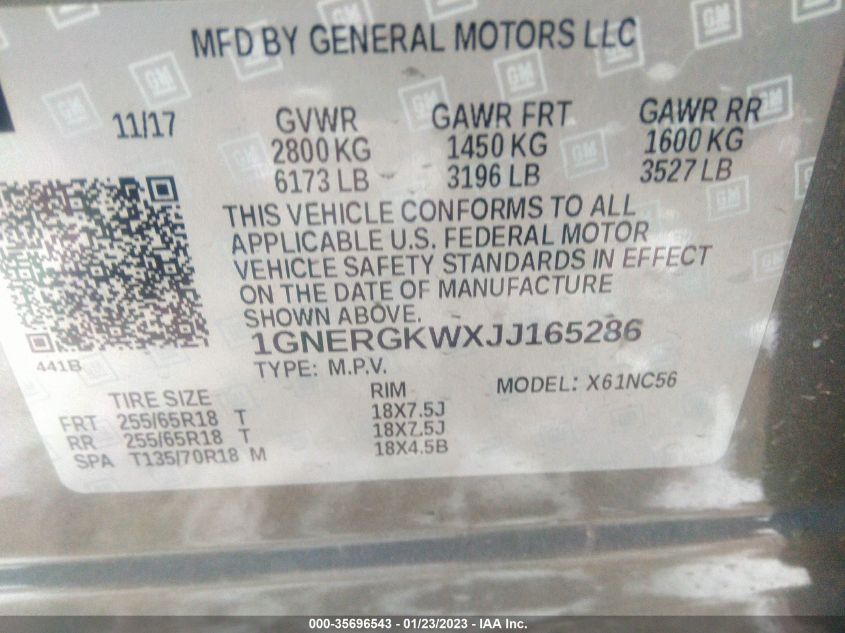 MFD BY GENERAL MOTORS LLC
11/17 GVWR GAWR FRT GAWR RR
2800 KG 1450 KG 1600 KG
6173 LB 3196 LB 3527 LB
THIS VEHICLE CONFORMS TO ALL
APPLICABLE U.S. FEDERAL MOTOR
VEHICLE SAFETY STANDARDS IN EFFECT
ON THE DATE OF MANUFACTURE
SHOWN ABOVE.
1GNERGKWXJJ165286
441B
TYPE: M.P.V.
MODEL: X61NC56
TIRE SIZE RIM
FRT 255/65R18 T 18X7.5J
RR 255/65R18 T 18X7.5J
SPA T135/70R18 M 18X4.5B
000-35696543 - 01/23/2023 - IAA Inc.